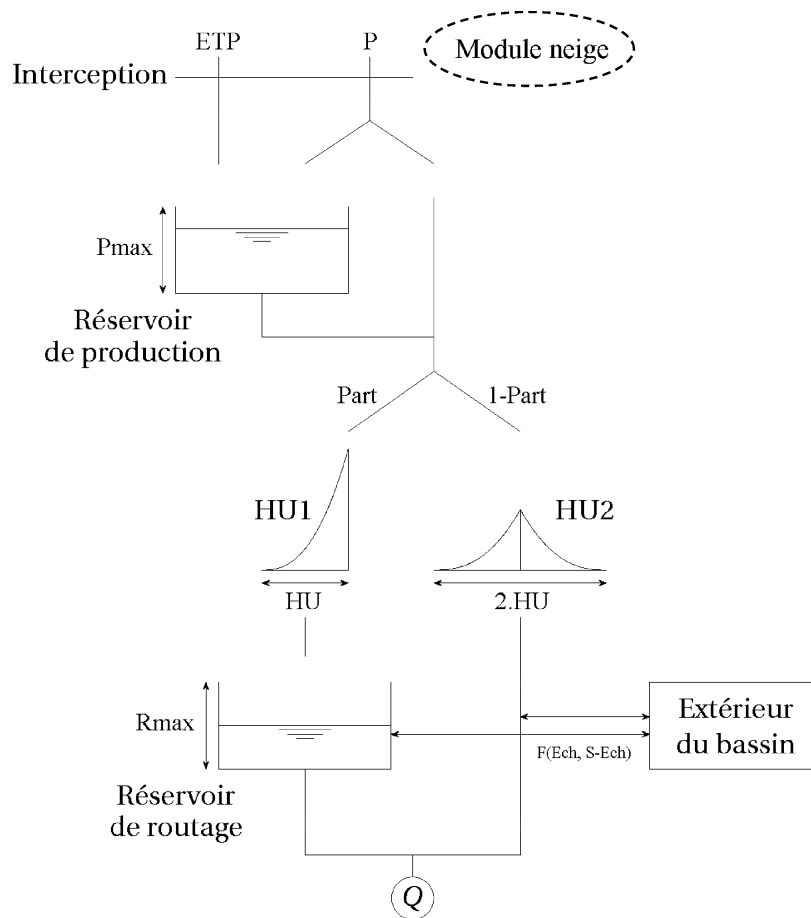 ETP
P
Module neige
Interception
Pmax
Réservoir
de production
Part
1-Part
HU1
HU2
HU
2.HU
Rmax
Extérieur
du bassin
F(Ech, S-Ech)
Réservoir
de routage
Q